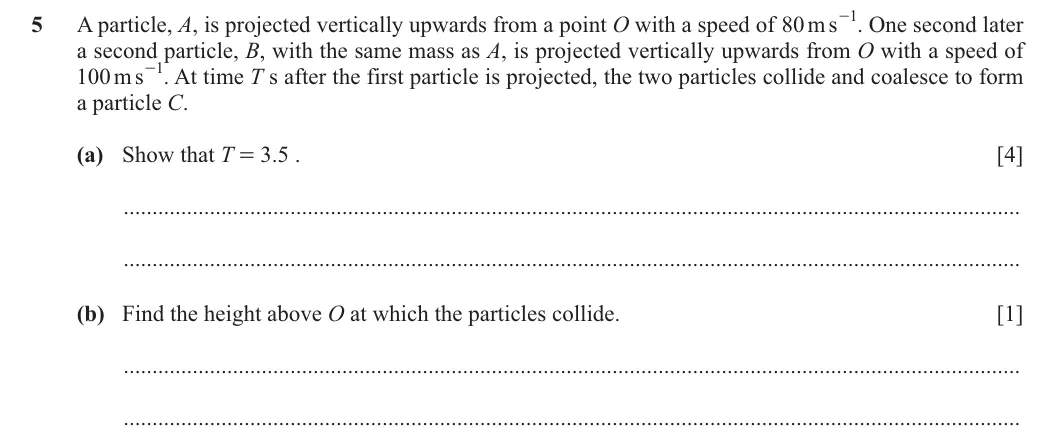 5 A particle, A, is projected vertically upwards from a point O with a speed of 80 m s⁻¹. One second later
a second particle, B, with the same mass as A, is projected vertically upwards from O with a speed of
100 m s⁻¹. At time T s after the first particle is projected, the two particles collide and coalesce to form
a particle C.
(a) Show that T = 3.5 . [4]
................................................................................
................................................................................
(b) Find the height above O at which the particles collide. [1]
................................................................................
................................................................................